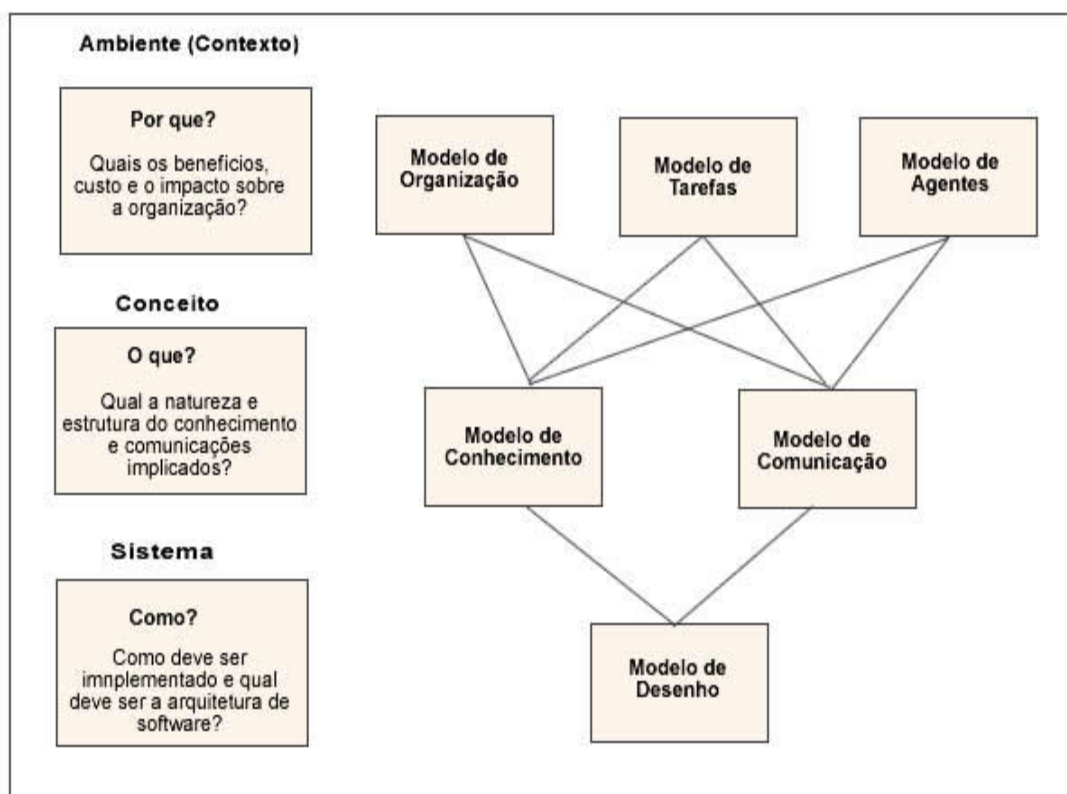 Ambiente (Contexto)
Por que?
Quais os beneficios,
custo e o impacto sobre
a organização?
Modelo de
Organização
Modelo de
Tarefas
Modelo de
Agentes
Conceito
O que?
Qual a natureza e
estrutura do conhecimento
e comunicações
implicados?
Modelo de
Conhecimento
Modelo de
Comunicação
Sistema
Como?
Como deve ser
imnplementado e qual
deve ser a arquitetura de
software?
Modelo de
Desenho